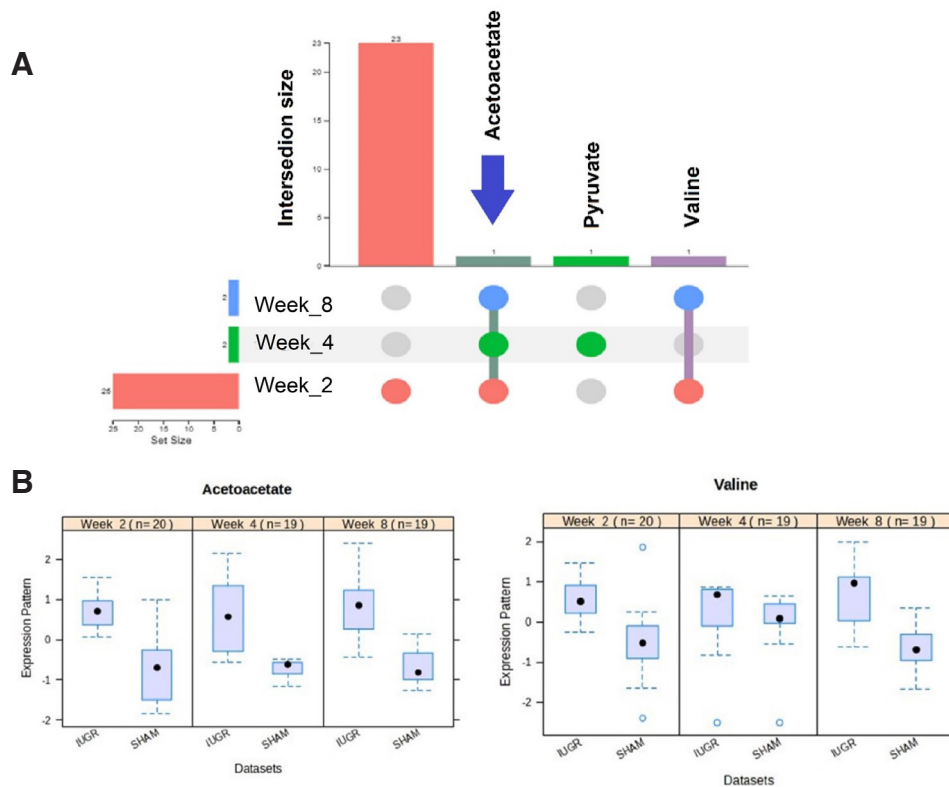 A
Intersedion size
23
20
15
10
5
0
23
1
1
1
Acetoacetate
Pyruvate
Valine
2
Week_8
2
Week_4
25
Week_2
25 20 15 10 5 0
Set Size
B
Acetoacetate
Week 2 ( n= 20 ) Week 4 ( n= 19 ) Week 8 ( n= 19 )
Expression Pattern
2
1
0
-1
-2
IUGR SHAM IUGR SHAM IUGR SHAM
Datasets
Valine
Week 2 ( n= 20 ) Week 4 ( n= 19 ) Week 8 ( n= 19 )
Expression Pattern
2
1
0
-1
-2
IUGR SHAM IUGR SHAM IUGR SHAM
Datasets